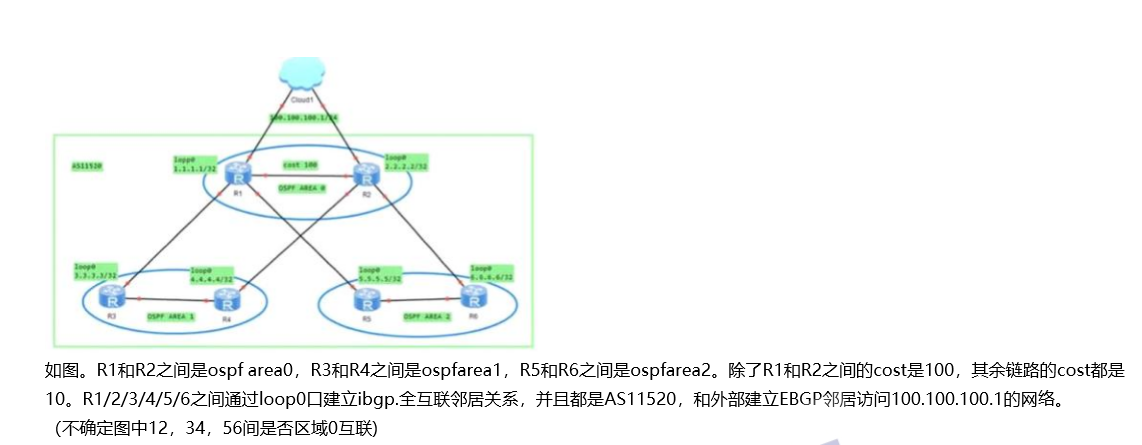 Cloud1
100.100.100.1/24
AS11520
loop0
1.1.1.1/32
cost 100
loop0
2.2.2.2/32
R1
OSPF AREA 0
R2
loop0
3.3.3.3/32
loop0
4.4.4.4/32
loop0
5.5.5.5/32
loop0
6.6.6.6/32
R3
OSPF AREA 1
R4
R5
OSPF AREA 2
R6
如图。R1和R2之间是ospf area0，R3和R4之间是ospfarea1，R5和R6之间是ospfarea2。除了R1和R2之间的cost是100，其余链路的cost都是
10。R1/2/3/4/5/6之间通过loop0口建立ibgp.全互联邻居关系，并且都是AS11520，和外部建立EBGP邻居访问100.100.100.1的网络。
（不确定图中12，34，56间是否区域0互联)